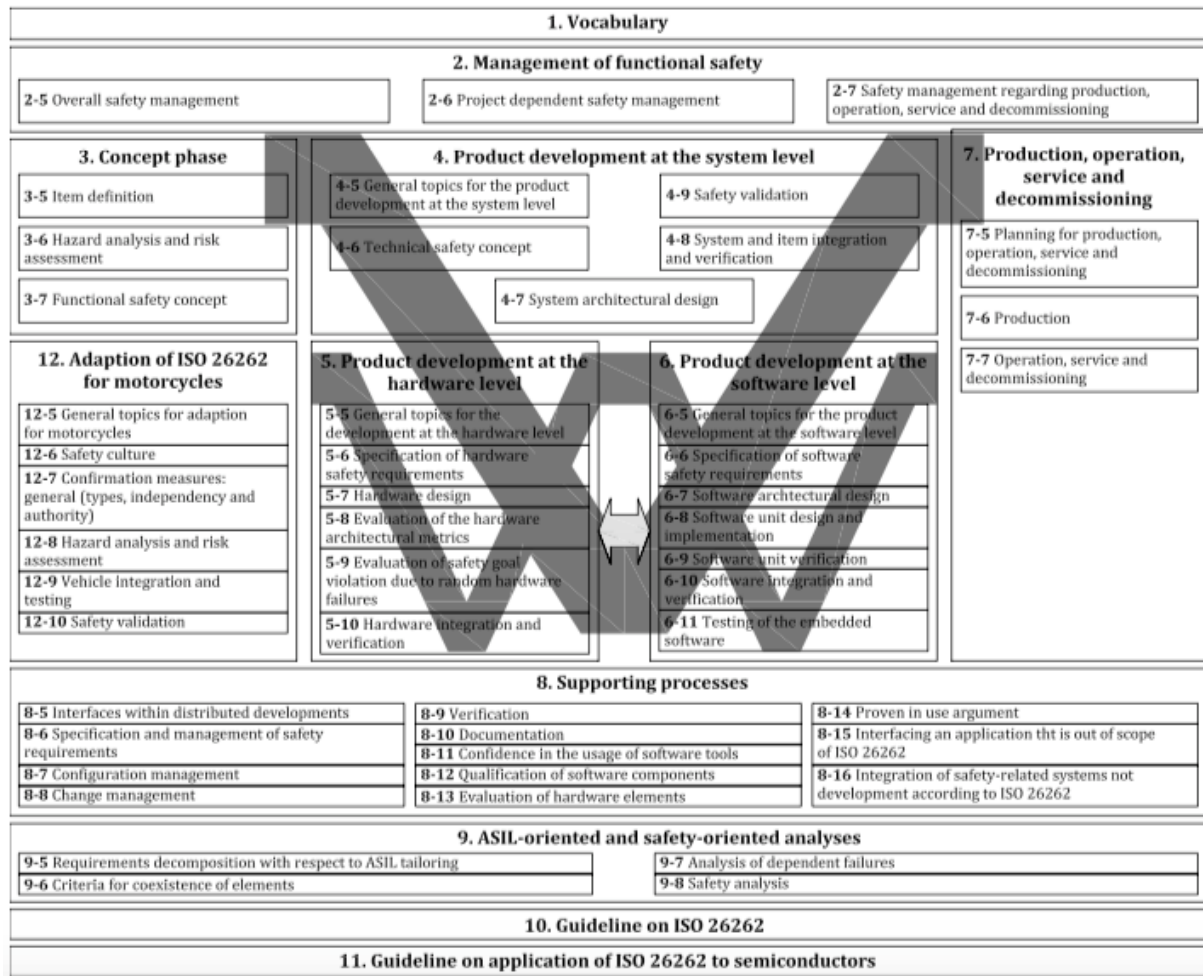 1. Vocabulary
2. Management of functional safety
2-5 Overall safety management
2-6 Project dependent safety management
2-7 Safety management regarding production,
operation, service and decommissioning
3. Concept phase
3-5 Item definition
3-6 Hazard analysis and risk
assessment
3-7 Functional safety concept
4. Product development at the system level
4-5 General topics for the product
development at the system level
4-6 Technical safety concept
4-9 Safety validation
4-8 System and item integration
and verification
4-7 System architectural design
7. Production, operation,
service and
decommissioning
7-5 Planning for production,
operation, service and
decommissioning
7-6 Production
7-7 Operation, service and
decommissioning
12. Adaption of ISO 26262
for motorcycles
12-5 General topics for adaption
for motorcycles
12-6 Safety culture
12-7 Confirmation measures:
general (types, independency and
authority)
12-8 Hazard analysis and risk
assessment
12-9 Vehicle integration and
testing
12-10 Safety validation
5. Product development at the
hardware level
5-5 General topics for the
development at the hardware level
5-6 Specification of hardware
safety requirements
5-7 Hardware design
5-8 Evaluation of the hardware
architectural metrics
5-9 Evaluation of safety goal
violation due to random hardware
failures
5-10 Hardware integration and
verification
6. Product development at the
software level
6-5 General topics for the product
development at the software level
6-6 Specification of software
safety requirements
6-7 Software archtectural design
6-8 Software unit design and
implementation
6-9 Software unit verification
6-10 Software integration and
verification
6-11 Testing of the embedded
software
8. Supporting processes
8-5 Interfaces within distributed developments
8-6 Specification and management of safety
requirements
8-7 Configuration management
8-8 Change management
8-9 Verification
8-10 Documentation
8-11 Confidence in the usage of software tools
8-12 Qualification of software components
8-13 Evaluation of hardware elements
8-14 Proven in use argument
8-15 Interfacing an application tht is out of scope
of ISO 26262
8-16 Integration of safety-related systems not
development according to ISO 26262
9. ASIL-oriented and safety-oriented analyses
9-5 Requirements decomposition with respect to ASIL tailoring
9-6 Criteria for coexistence of elements
9-7 Analysis of dependent failures
9-8 Safety analysis
10. Guideline on ISO 26262
11. Guideline on application of ISO 26262 to semiconductors